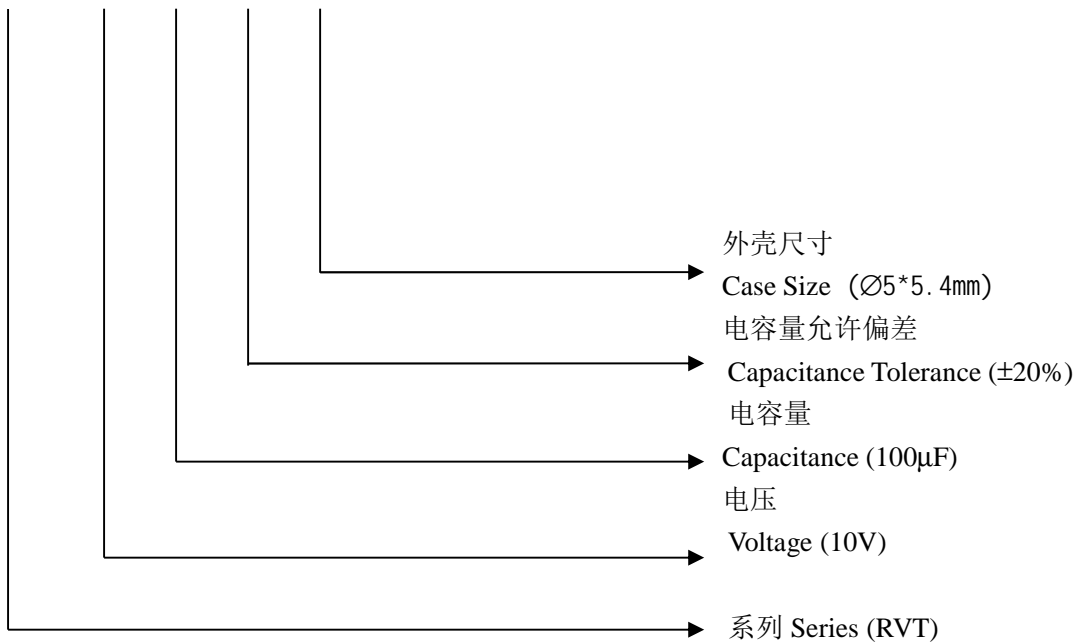 外壳尺寸
Case Size (∅5*5.4mm)
电容量允许偏差
Capacitance Tolerance (±20%)
电容量
Capacitance (100μF)
电压
Voltage (10V)
系列 Series (RVT)